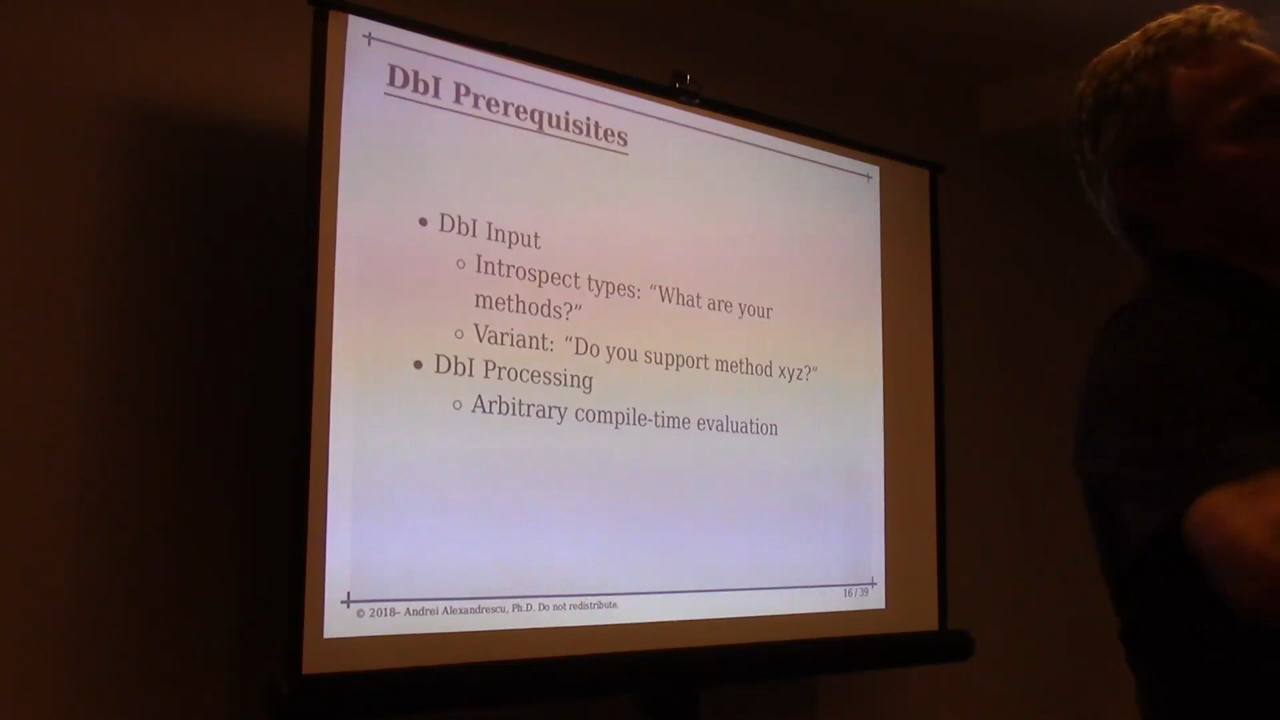 DbI Prerequisites
• DbI Input
◦ Introspect types: “What are your
methods?”
◦ Variant: “Do you support method xyz?”
• DbI Processing
◦ Arbitrary compile-time evaluation
© 2018– Andrei Alexandrescu, Ph.D. Do not redistribute.
16 / 39